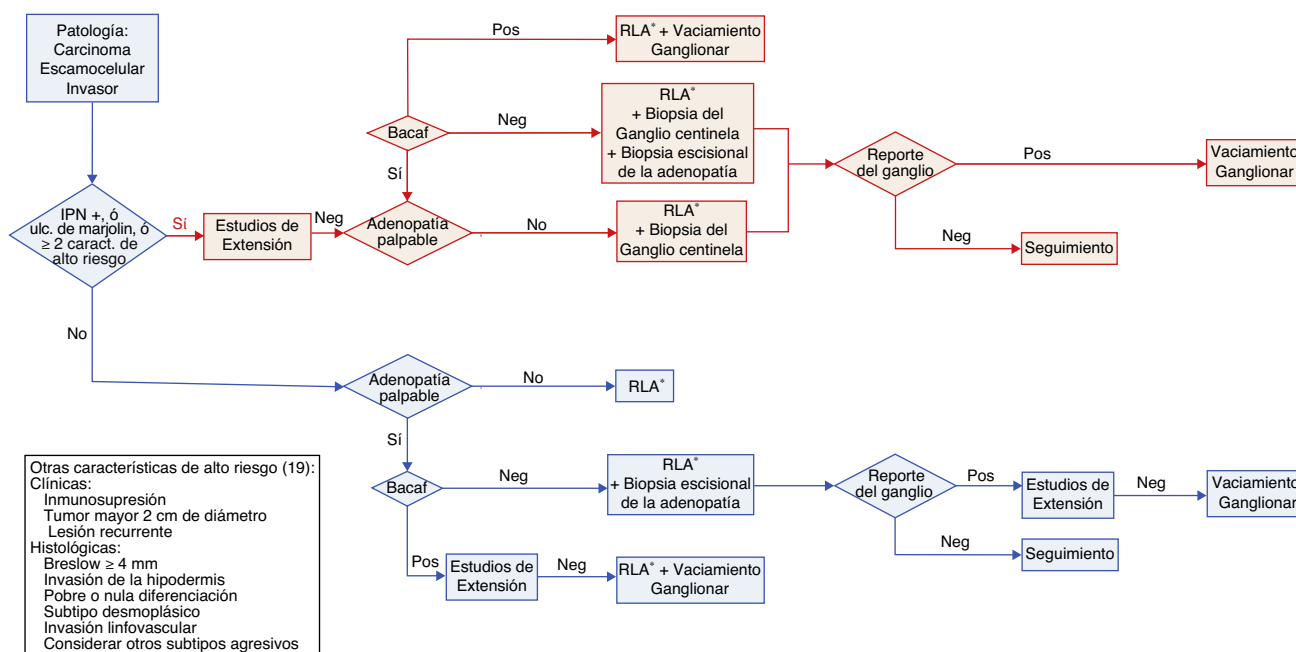 Patología:
Carcinoma
Escamocelular
Invasor
IPN +, ó
ulc. de marjolin, ó
≥ 2 caract. de
alto riesgo
Sí
No
Estudios de
Extensión
Neg
Adenopatía
palpable
Sí
Bacaf
Pos
RLA* + Vaciamiento
Ganglionar
Neg
RLA*
+ Biopsia del
Ganglio centinela
+ Biopsia escisional
de la adenopatía
No
RLA*
+ Biopsia del
Ganglio centinela
Reporte
del ganglio
Pos
Vaciamiento
Ganglionar
Neg
Seguimiento
Adenopatía
palpable
No
RLA*
Sí
Bacaf
Neg
RLA*
+ Biopsia escisional
de la adenopatía
Reporte
del ganglio
Pos
Estudios de
Extensión
Neg
Vaciamiento
Ganglionar
Neg
Seguimiento
Pos
Estudios de
Extensión
Neg
RLA* + Vaciamiento
Ganglionar
Otras características de alto riesgo (19):
Clínicas:
Inmunosupresión
Tumor mayor 2 cm de diámetro
Lesión recurrente
Histológicas:
Breslow ≥ 4 mm
Invasión de la hipodermis
Pobre o nula diferenciación
Subtipo desmoplásico
Invasión linfovascular
Considerar otros subtipos agresivos